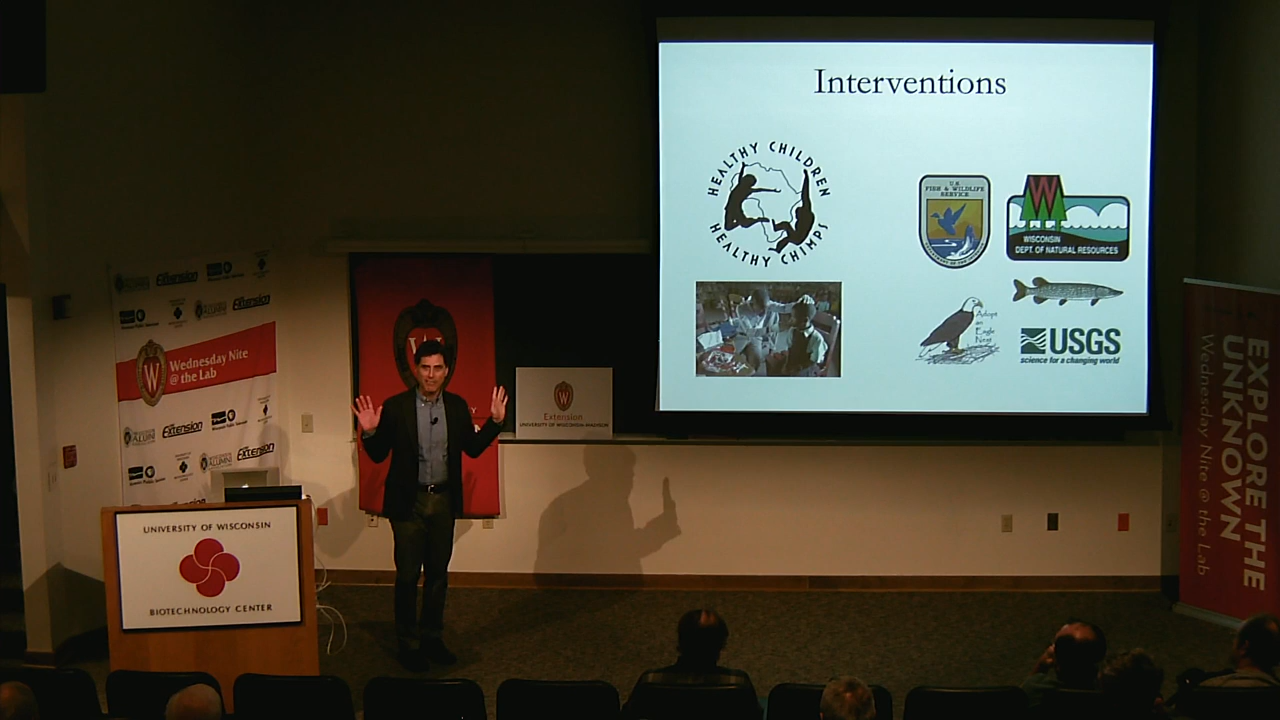 Interventions
HEALTHY CHILDREN
HEALTHY CHIMPS
U.S.
FISH & WILDLIFE
SERVICE
WISCONSIN
DEPT. OF NATURAL RESOURCES
Adopt
an
Eagle
Nest
USGS
science for a changing world
Extension
Wednesday Nite
@ the Lab
Extension
Extension
W
Extension
UNIVERSITY OF WISCONSIN-MADISON
UNIVERSITY OF WISCONSIN
BIOTECHNOLOGY CENTER
EXPLORE THE
UNKNOWN
Wednesday Nite @ the Lab